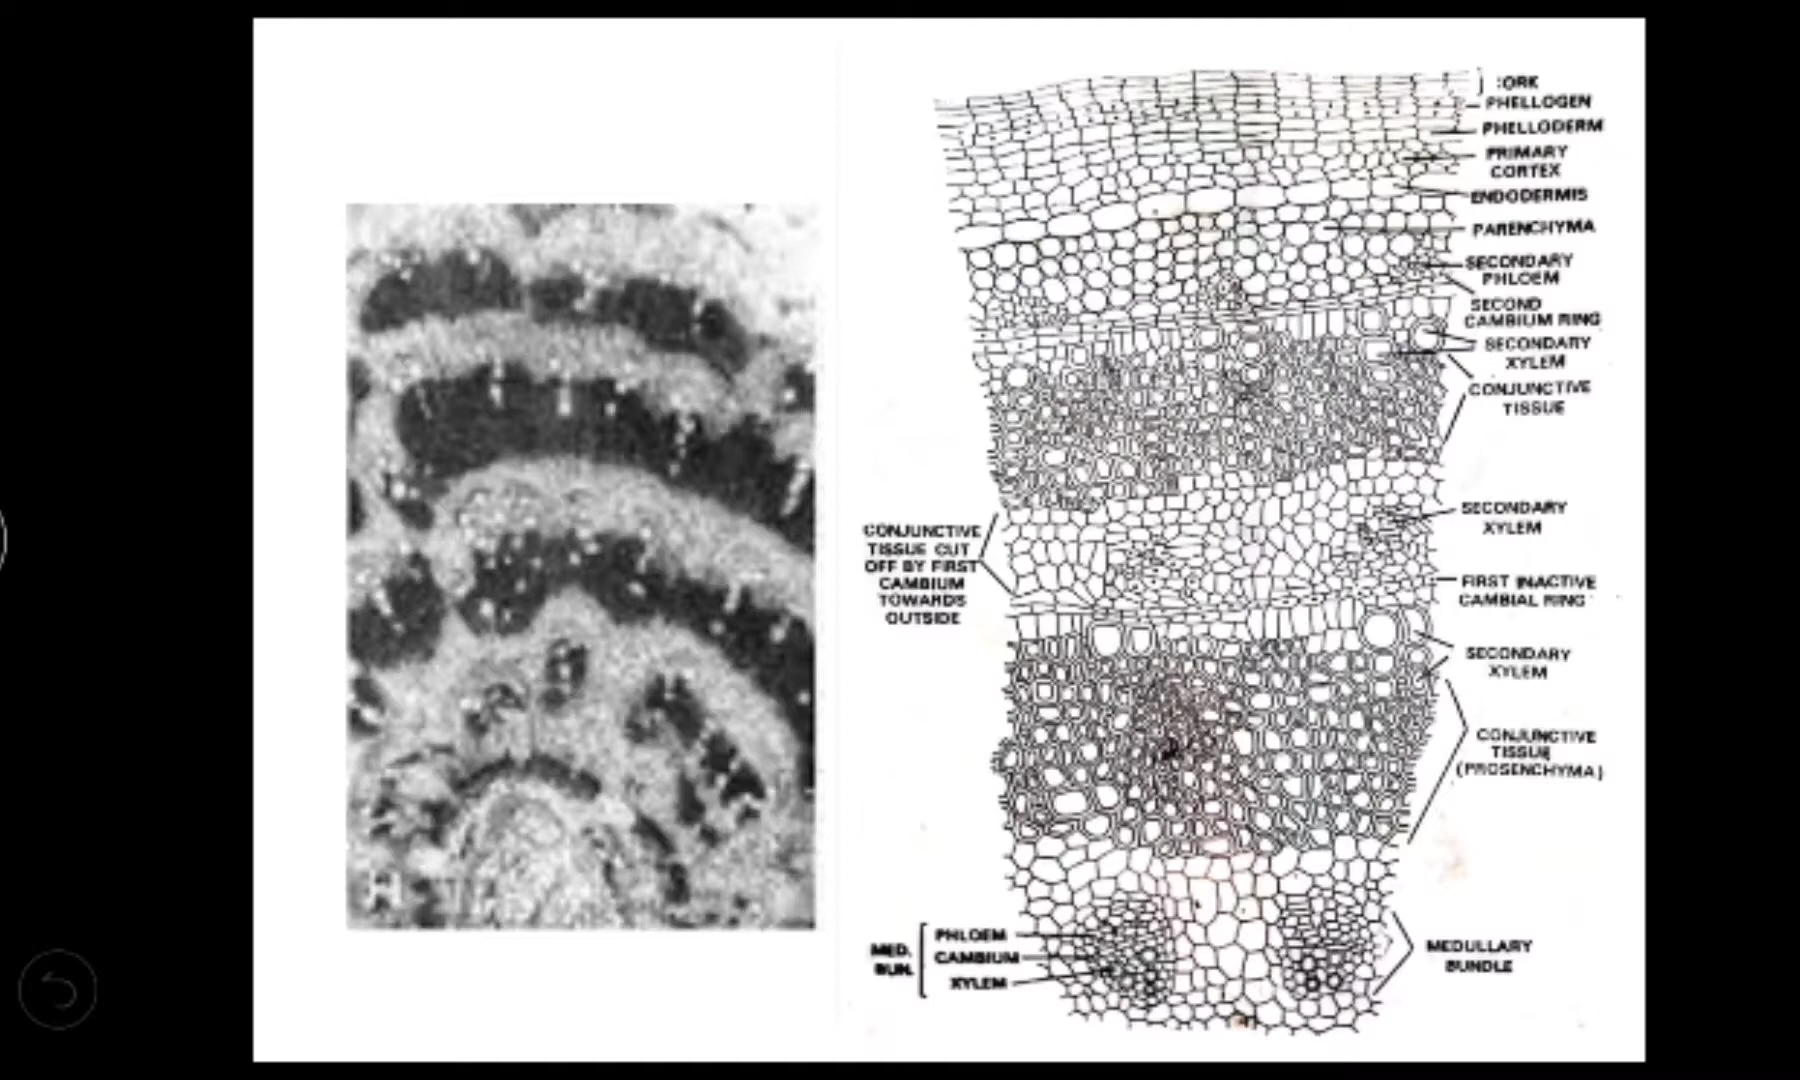 :ORK
PHELLOGEN
PHELLODERM
PRIMARY
CORTEX
ENDODERMIS
PARENCHYMA
SECONDARY
PHLOEM
SECOND
CAMBIUM RING
SECONDARY
XYLEM
CONJUNCTIVE
TISSUE
SECONDARY
XYLEM
CONJUNCTIVE
TISSUE CUT
OFF BY FIRST
CAMBIUM
TOWARDS
OUTSIDE
FIRST INACTIVE
CAMBIAL RING
SECONDARY
XYLEM
CONJUNCTIVE
TISSUE
(PROSENCHYMA)
MED.
BUN.
PHLOEM
CAMBIUM
XYLEM
MEDULLARY
BUNDLE